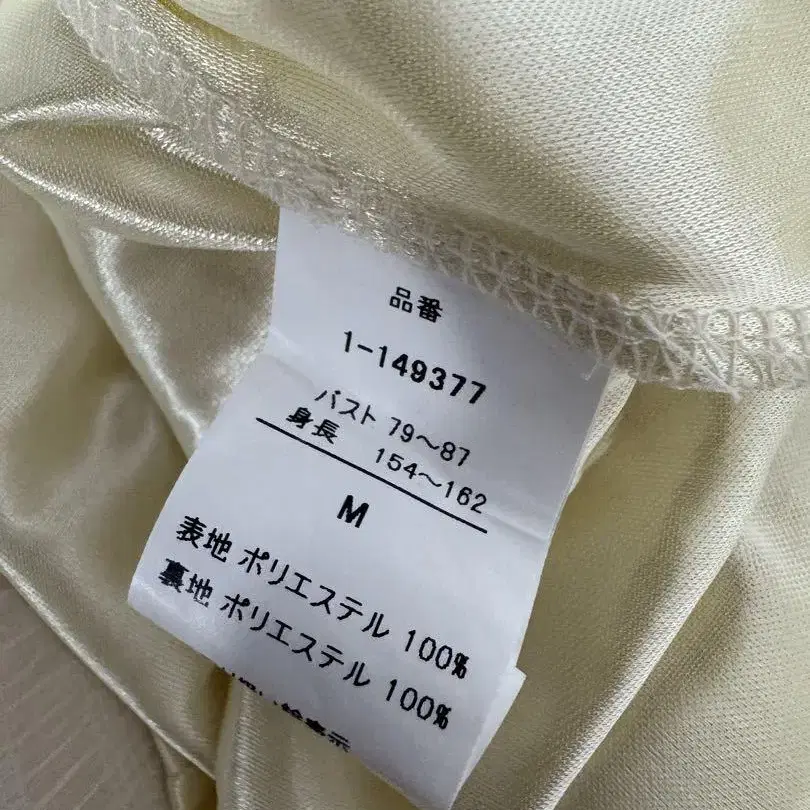 品番
1-149377
バスト 79～87
身長 154～162
M
表地 ポリエステル 100%
裏地 ポリエステル 100%